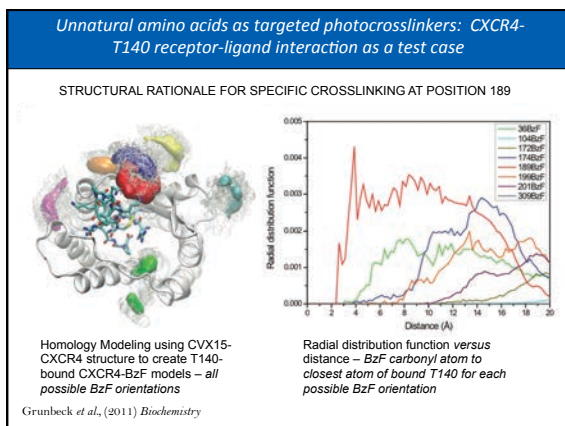 Unnatural amino acids as targeted photocrosslinkers: CXCR4-
T140 receptor-ligand interaction as a test case
STRUCTURAL RATIONALE FOR SPECIFIC CROSSLINKING AT POSITION 189
Radial distribution function
0.005
0.004
0.003
0.002
0.001
0.000
36BzF
104BzF
172BzF
174BzF
189BzF
199BzF
201BzF
309BzF
0 2 4 6 8 10 12 14 16 18 20
Distance (Å)
Homology Modeling using CVX15-
CXCR4 structure to create T140-
bound CXCR4-BzF models – all
possible BzF orientations
Radial distribution function versus
distance – BzF carbonyl atom to
closest atom of bound T140 for each
possible BzF orientation
Grunbeck et al., (2011) Biochemistry